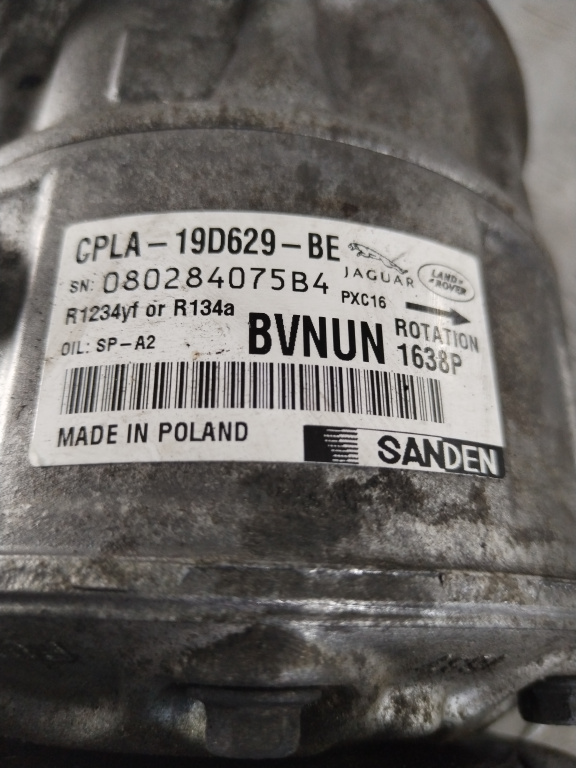 CPLA-19D629-BE
JAGUAR
LAND ROVER
SN: 080284075B4
PXC16
R1234yf or R134a
ROTATION
OIL: SP-A2
BVNUN
1638P
MADE IN POLAND
SANDEN